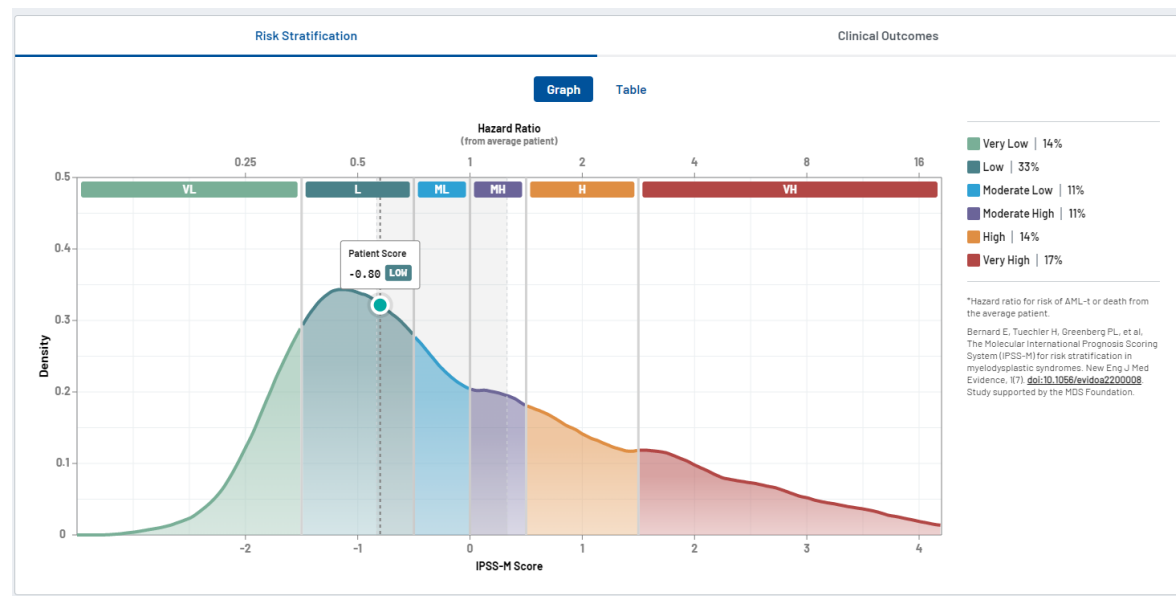 Risk Stratification
Clinical Outcomes
Graph
Table
Hazard Ratio
(from average patient)
0.25
0.5
1
2
4
8
16
0.5
VL
L
ML
MH
H
VH
0.4
Patient Score
-0.80 LOW
0.3
Density
0.2
0.1
0
-2
-1
0
1
2
3
4
IPSS-M Score
Very Low | 14%
Low | 33%
Moderate Low | 11%
Moderate High | 11%
High | 14%
Very High | 17%
*Hazard ratio for risk of AML-t or death from
the average patient.
Bernard E, Tuechler H, Greenberg PL, et al,
The Molecular International Prognosis Scoring
System (IPSS-M) for risk stratification in
myelodysplastic syndromes. New Eng J Med
Evidence, 1(7). doi:10.1056/evidoa2200008.
Study supported by the MDS Foundation.